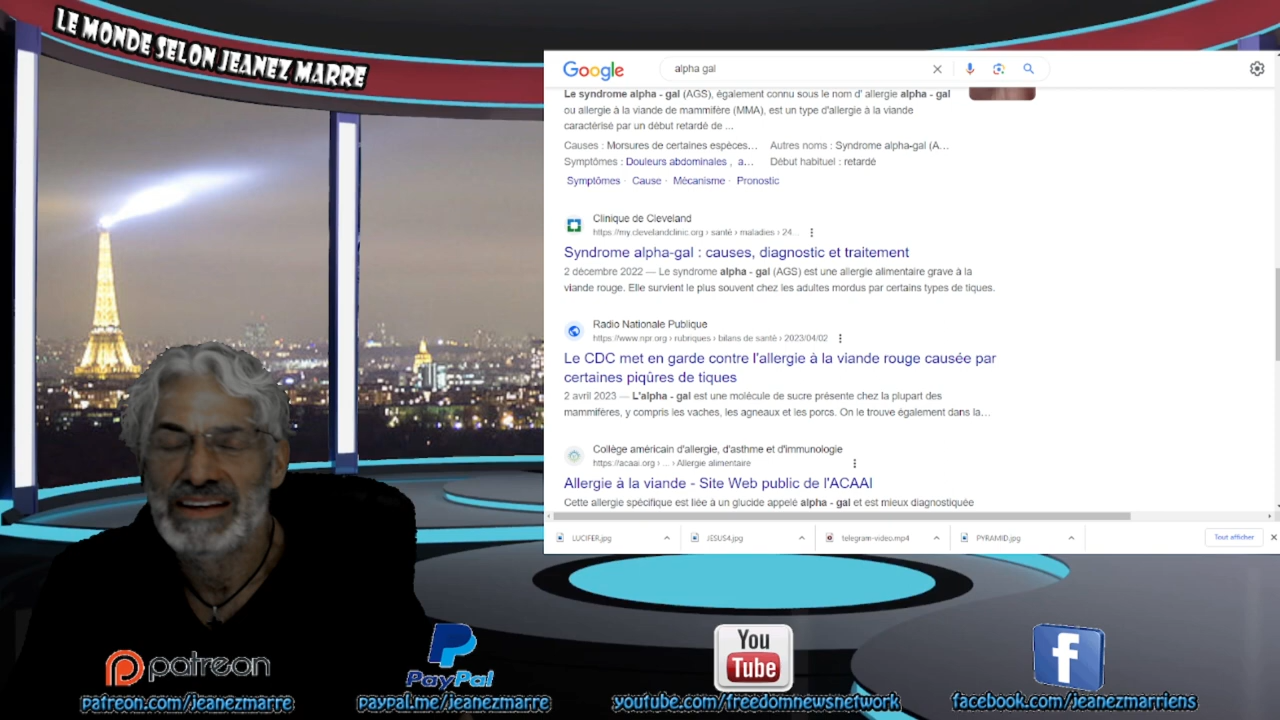 LE MONDE SELON JEANEZ MARRE
Google
alpha gal
Le syndrome alpha - gal (AGS), également connu sous le nom d' allergie alpha - gal
ou allergie à la viande de mammifère (MMA), est un type d'allergie à la viande
caractérisé par un début retardé de ...
Causes : Morsures de certaines espèces... Autres noms : Syndrome alpha-gal (A...
Symptômes : Douleurs abdominales , a... Début habituel : retardé
Symptômes · Cause · Mécanisme · Pronostic
Clinique de Cleveland
https://my.clevelandclinic.org › santé › maladies › 24...
Syndrome alpha-gal : causes, diagnostic et traitement
2 décembre 2022 — Le syndrome alpha - gal (AGS) est une allergie alimentaire grave à la
viande rouge. Elle survient le plus souvent chez les adultes mordus par certains types de tiques.
Radio Nationale Publique
https://www.npr.org › rubriques › bilans de santé › 2023/04/02
Le CDC met en garde contre l'allergie à la viande rouge causée par
certaines piqûres de tiques
2 avril 2023 — L'alpha - gal est une molécule de sucre présente chez la plupart des
mammifères, y compris les vaches, les agneaux et les porcs. On le trouve également dans la...
Collège américain d'allergie, d'asthme et d'immunologie
https://acaai.org › ... › Allergie alimentaire
Allergie à la viande - Site Web public de l'ACAAI
Cette allergie spécifique est liée à un glucide appelé alpha - gal et est mieux diagnostiquée
LUCIFER.jpg JESUS4.jpg telegram-video.mp4 PYRAMID.jpg Tout afficher
patreon
PayPal
You
Tube
f
patreon.com/jeanezmarre
paypal.me/jeanezmarre
youtube.com/freedomnewsnetwork
facebook.com/jeanezmarriens